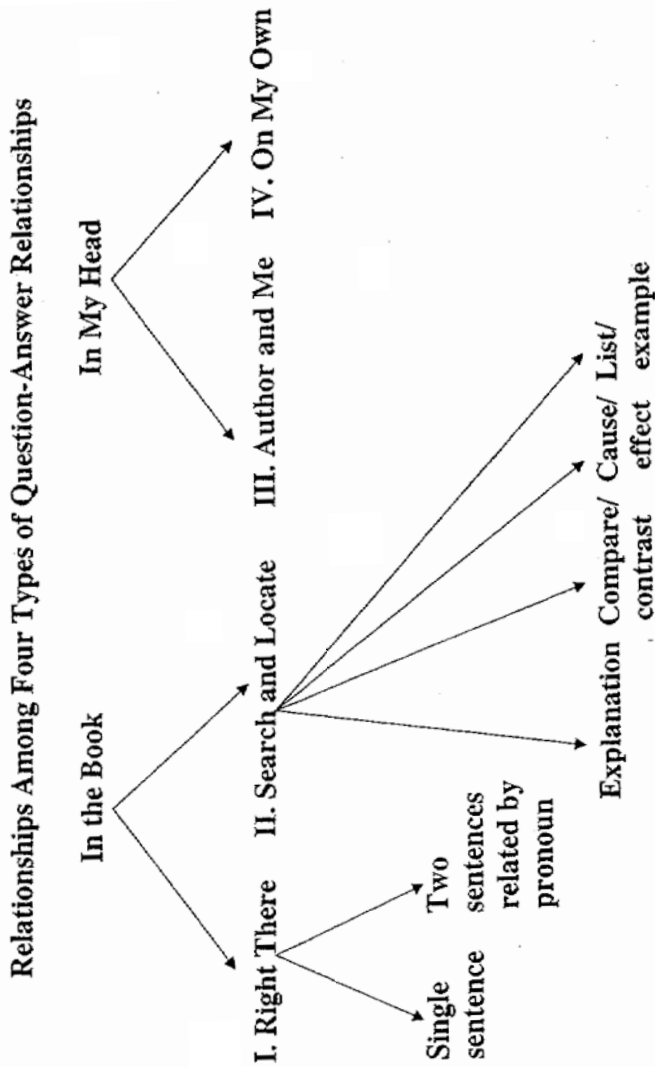 Relationships Among Four Types of Question-Answer Relationships
In the Book
In My Head
I. Right There
II. Search and Locate
III. Author and Me
IV. On My Own
Single
sentence
Two
sentences
related by
pronoun
Explanation
Compare/
contrast
Cause/
effect
List/
example